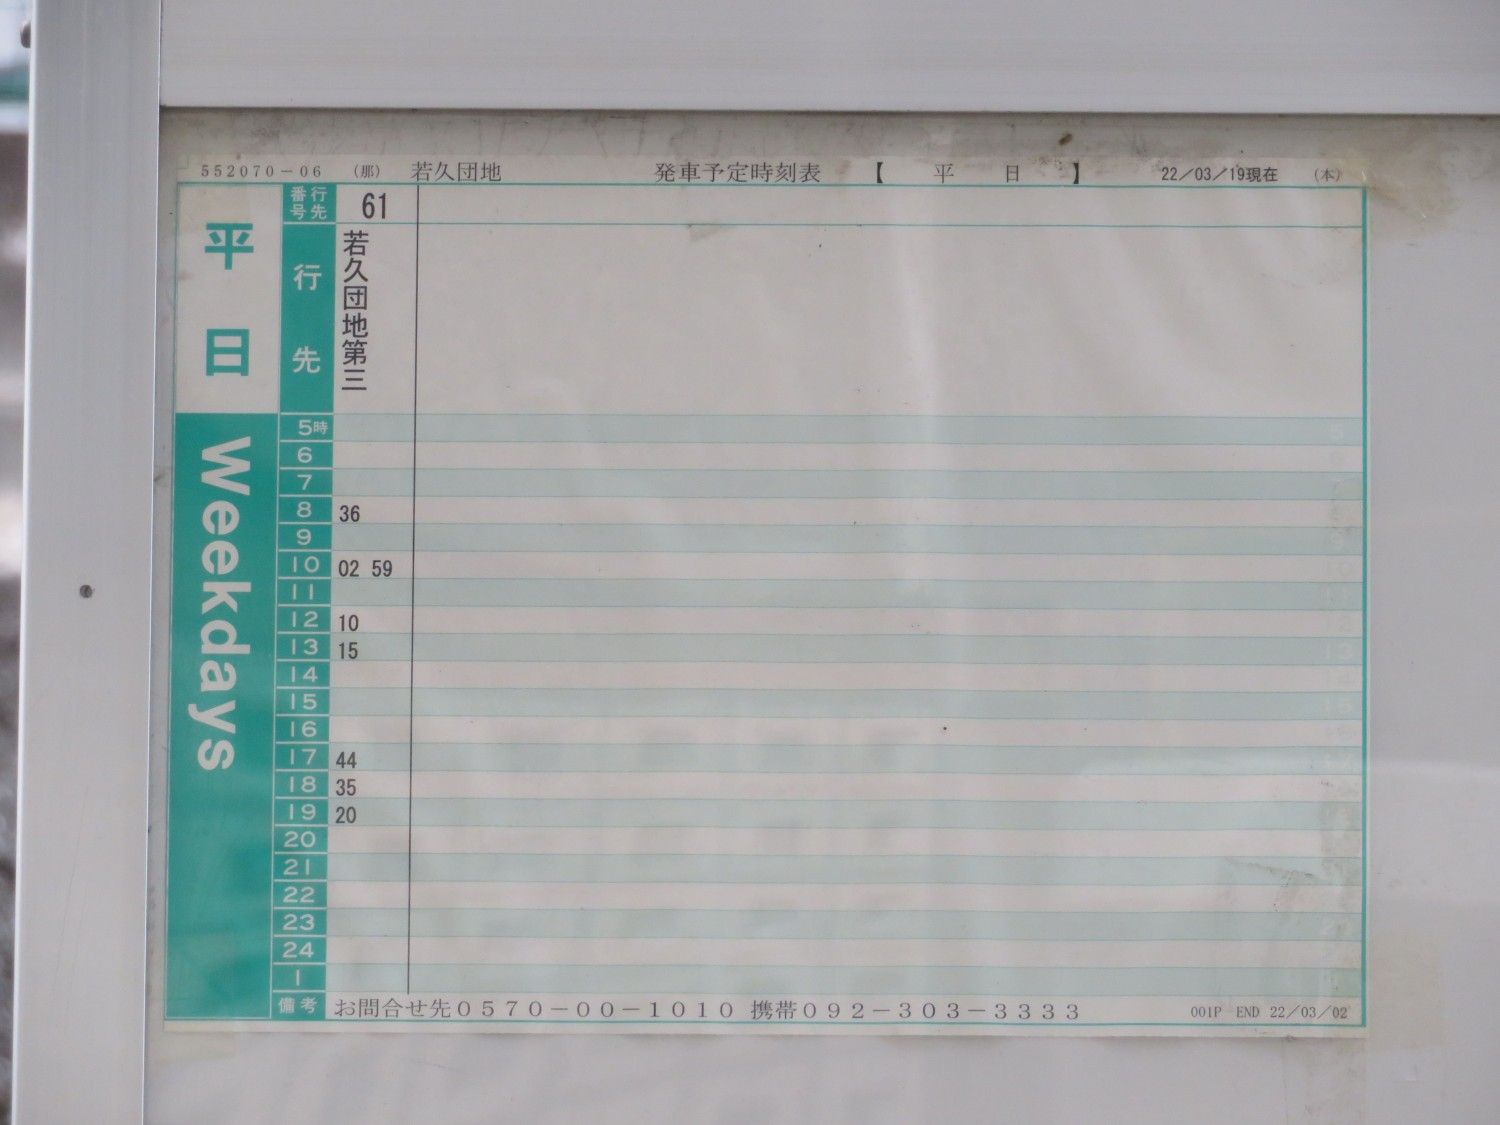 552070-06 (那) 若久団地 発車予定時刻表 【 平 日 】 22/03/19現在 (本)
平日
Weekdays
行先番号 61
行先 若久団地第三
5時
6
7
8 36
9
10 02 59
11
12 10
13 15
14
15
16
17 44
18 35
19 20
20
21
22
23
24
1
備考 お問合せ先0570-00-1010 携帯092-303-3333 001P END 22/03/02